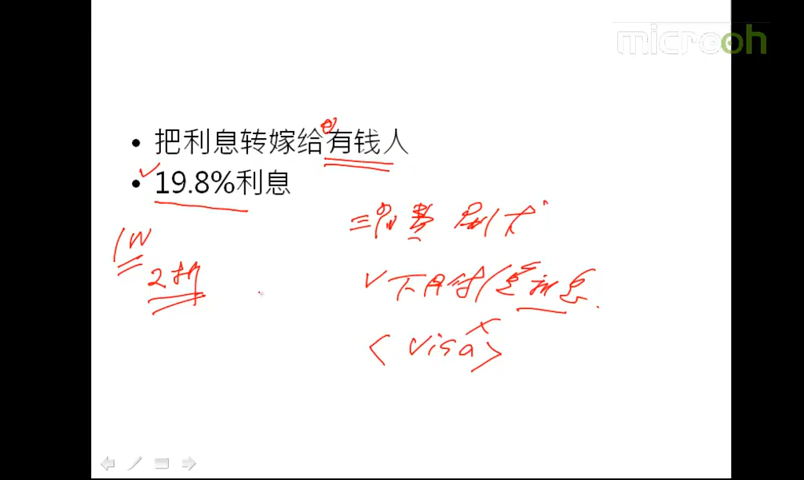 microoh
• 把利息转嫁给有钱人
• 19.8%利息
消费 刷卡
1W
2折
√ 下月付 利息
<visa>